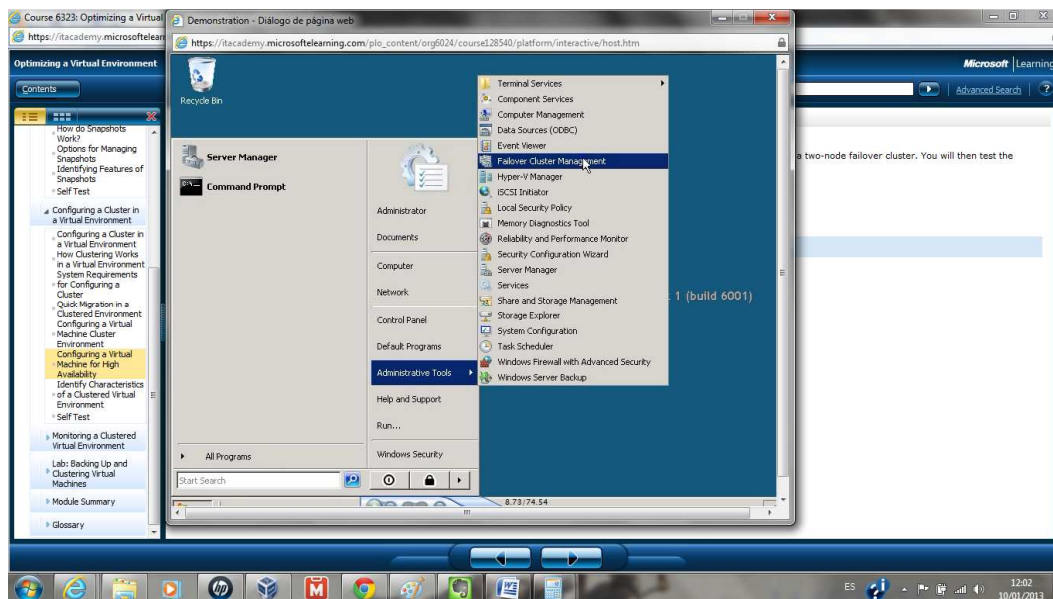 Course 6323: Optimizing a Virtual
Demonstration - Diálogo de página web
https://itacademy.microsoftlearn
https://itacademy.microsoftelearning.com/plo_content/org6024/course128540/platform/interactive/host.htm
Optimizing a Virtual Environment
Microsoft | Learning
Contents
Advanced Search
?
How do Snapshots
Work?
Options for Managing
Snapshots
Identifying Features of
Snapshots
Self Test
Configuring a Cluster in
a Virtual Environment
Configuring a Cluster in
a Virtual Environment
How Clustering Works
in a Virtual Environment
System Requirements
for Configuring a
Cluster
Quick Migration in a
Clustered Environment
Configuring a Virtual
Machine Cluster
Environment
Configuring a Virtual
Machine for High
Availability
Identify Characteristics
of a Clustered Virtual
Environment
Self Test
Monitoring a Clustered
Virtual Environment
Lab: Backing Up and
Clustering Virtual
Machines
Module Summary
Glossary
Recycle Bin
Server Manager
Command Prompt
All Programs
Start Search
Administrator
Documents
Computer
Network
Control Panel
Default Programs
Administrative Tools
Help and Support
Run...
Windows Security
Terminal Services
Component Services
Computer Management
Data Sources (ODBC)
Event Viewer
Failover Cluster Management
Hyper-V Manager
iSCSI Initiator
Local Security Policy
Memory Diagnostics Tool
Reliability and Performance Monitor
Security Configuration Wizard
Server Manager
Services
Share and Storage Management
Storage Explorer
System Configuration
Task Scheduler
Windows Firewall with Advanced Security
Windows Server Backup
1 (build 6001)
8.73/74.54
a two-node failover cluster. You will then test the
hp
M
W
ES
12:02
10/01/2013